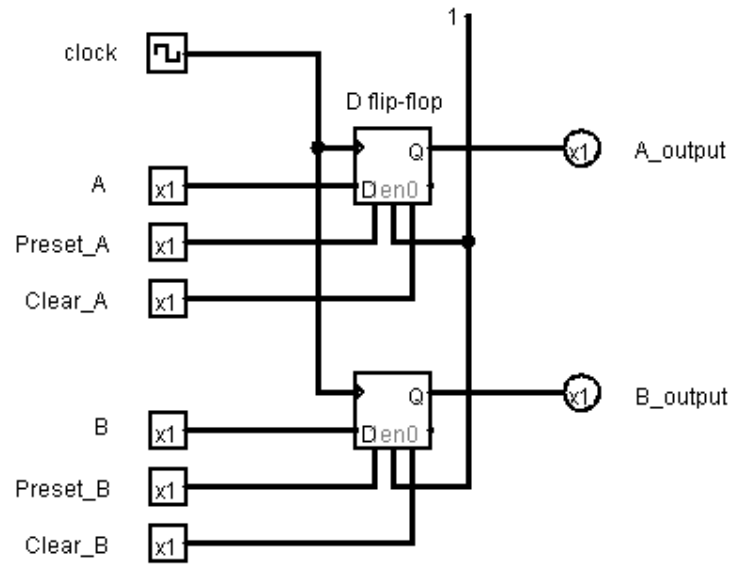 1
clock
D flip-flop
Q
x1
A_output
A
x1
D en0
Preset_A
x1
Clear_A
x1
Q
x1
B_output
B
x1
D en0
Preset_B
x1
Clear_B
x1